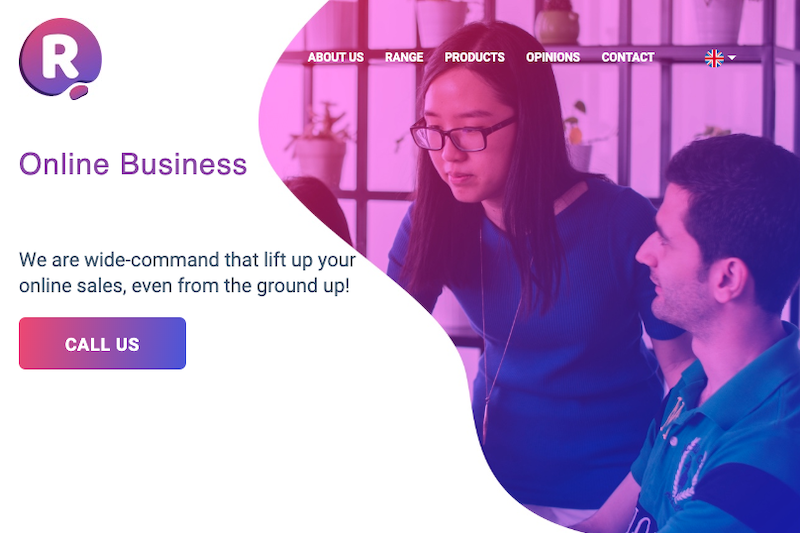 R
ABOUT US RANGE PRODUCTS OPINIONS CONTACT
Online Business
We are wide-command that lift up your
online sales, even from the ground up!
CALL US